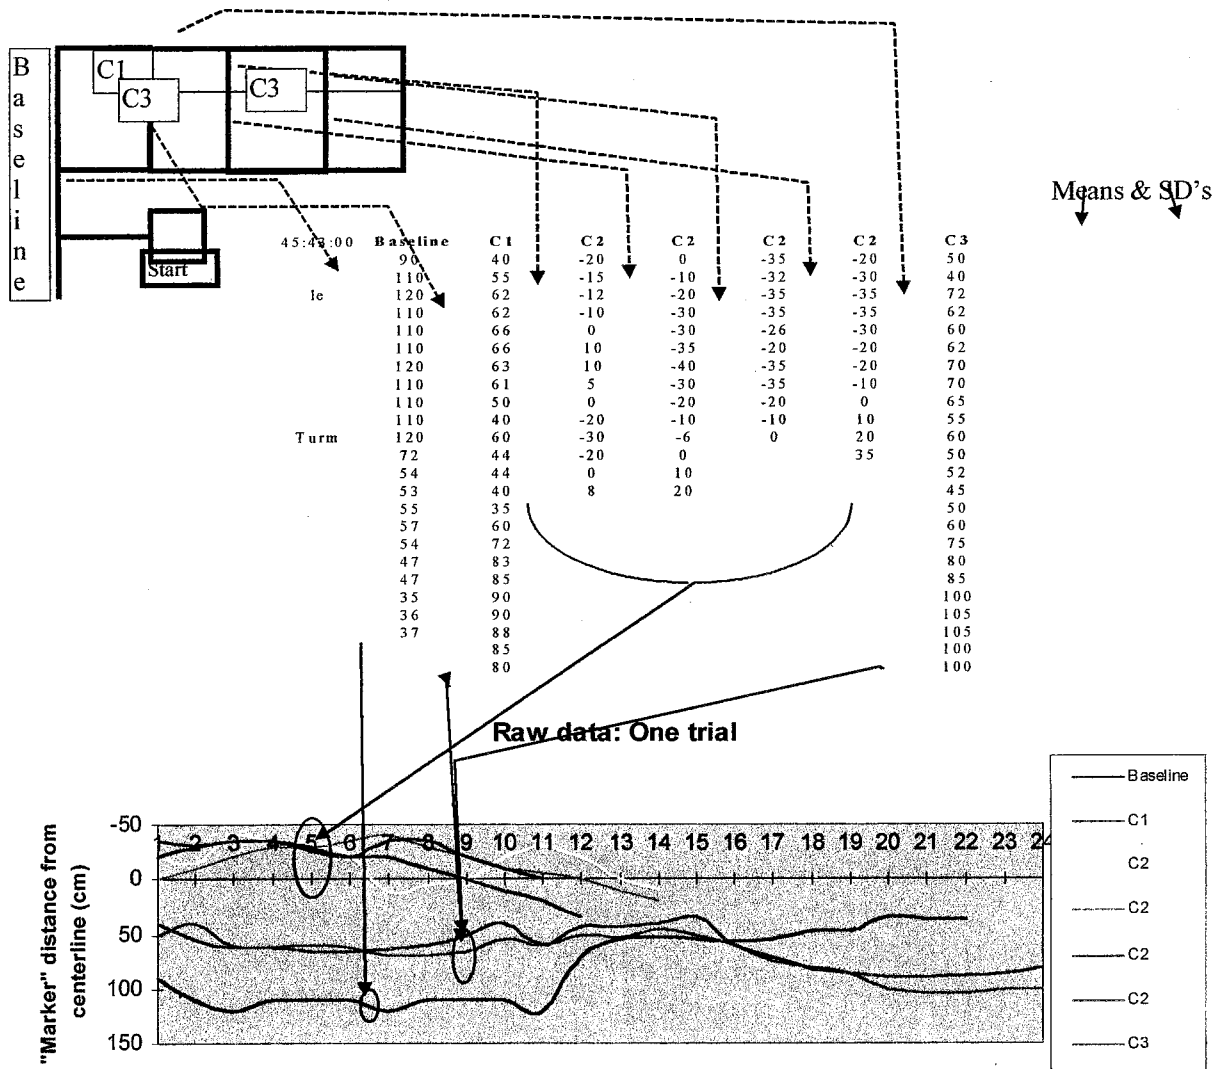 Baseline
C1
C3
C3
Start
Means & SD's
45:43:00 Baseline C1 C2 C2 C2 C2 C3
90 40 -20 0 -35 -20 50
110 55 -15 -10 -32 -30 40
le 120 62 -12 -20 -35 -35 72
110 62 -10 -30 -35 -35 62
110 66 0 -30 -26 -30 60
110 66 10 -35 -20 -20 62
120 63 10 -40 -35 -20 70
110 61 5 -30 -35 -10 70
110 50 0 -20 -20 0 65
110 40 -20 -10 -10 10 55
Turm 120 60 -30 -6 0 20 60
72 44 -20 0 35 50
54 44 0 10 52
53 40 8 20 45
55 35 50
57 60 60
54 72 75
47 83 80
47 85 85
35 90 100
36 90 105
37 88 105
85 100
80 100
Raw data: One trial
"Marker" distance from
centerline (cm)
-50
2 3 4 5 6 7 8 9 10 11 12 13 14 15 16 17 18 19 20 21 22 23 24
0
50
100
150
Baseline
C1
C2
C2
C2
C2
C3